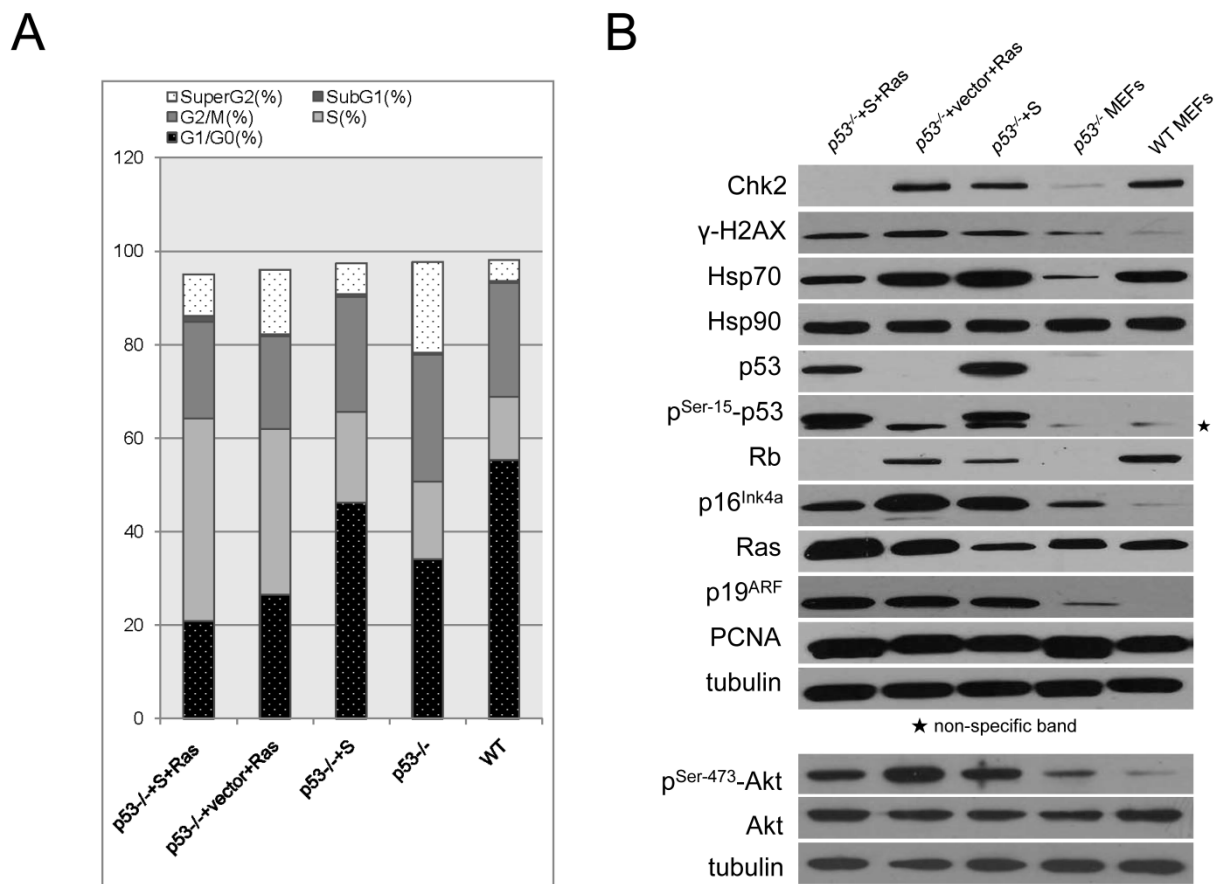 A
SuperG2(%) SubG1(%)
G2/M(%) S(%)
G1/G0(%)
120
100
80
60
40
20
0
p53-/-+S+Ras
p53-/-+vector+Ras
p53-/-+S
p53-/-
WT
B
p53-/-+S+Ras
p53-/-+vector+Ras
p53-/-+S
p53-/- MEFs
WT MEFs
Chk2
γ-H2AX
Hsp70
Hsp90
p53
pSer-15-p53 ★
Rb
p16Ink4a
Ras
p19ARF
PCNA
tubulin
★ non-specific band
pSer-473-Akt
Akt
tubulin